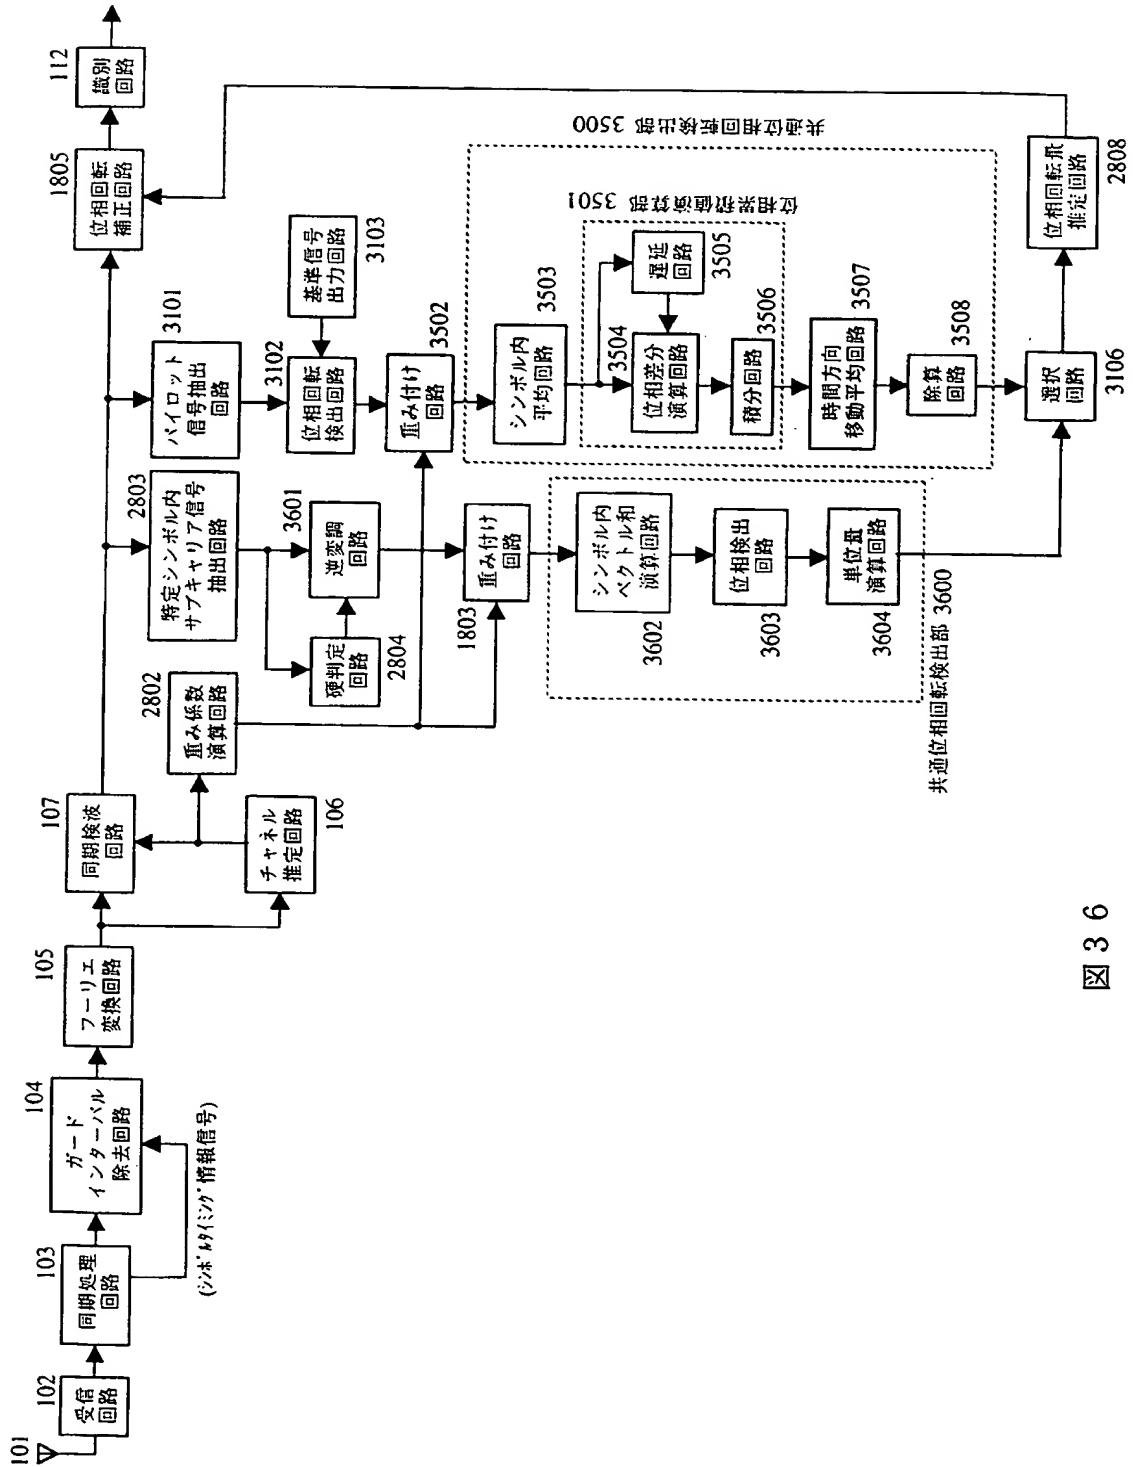 101
102
受信
回路
103
同期処理
回路
(シンボルタイミング情報信号)
104
ガード
インターバル
除去回路
105
フーリエ
変換回路
107
同期検波
回路
チャネル
推定回路
106
2802
重み係数
演算回路
2803
特定シンボル内
サブキャリア信号
抽出回路
3601
逆変調
回路
硬判定
回路
2804
重み付け
回路
1803
シンボル内
ベクトル和
演算回路
3602
位相検出
回路
3603
単位量
演算回路
3604
共通位相回転検出部 3600
3101
パイロット
信号抽出
回路
3102
位相回転
検出回路
基準信号
出力回路
3103
重み付け
回路
3502
シンボル内
平均回路
3503
3504
位相差分
演算回路
遅延
回路
3505
積分回路
3506
位相累積値演算部 3501
時間方向
移動平均回路
3507
除算
回路
3508
共通位相回転検出部 3500
選択
回路
3106
位相回転量
推定回路
2808
1805
位相回転
補正回路
112
識別
回路
図36